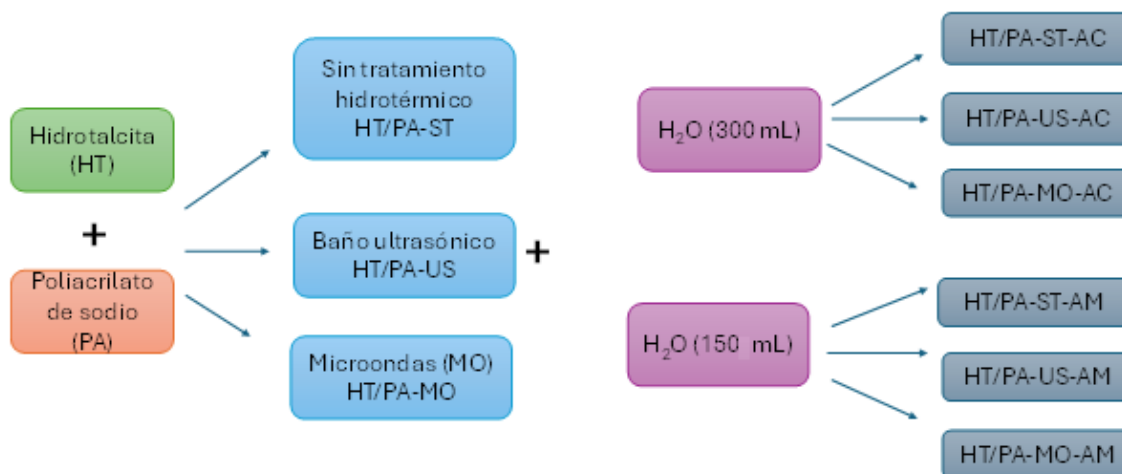 Hidrotalcita
(HT)
+
Poliacrilato
de sodio
(PA)
Sin tratamiento
hidrotérmico
HT/PA-ST
Baño ultrasónico
HT/PA-US
Microondas (MO)
HT/PA-MO
+
H₂O (300 mL)
H₂O (150 mL)
HT/PA-ST-AC
HT/PA-US-AC
HT/PA-MO-AC
HT/PA-ST-AM
HT/PA-US-AM
HT/PA-MO-AM